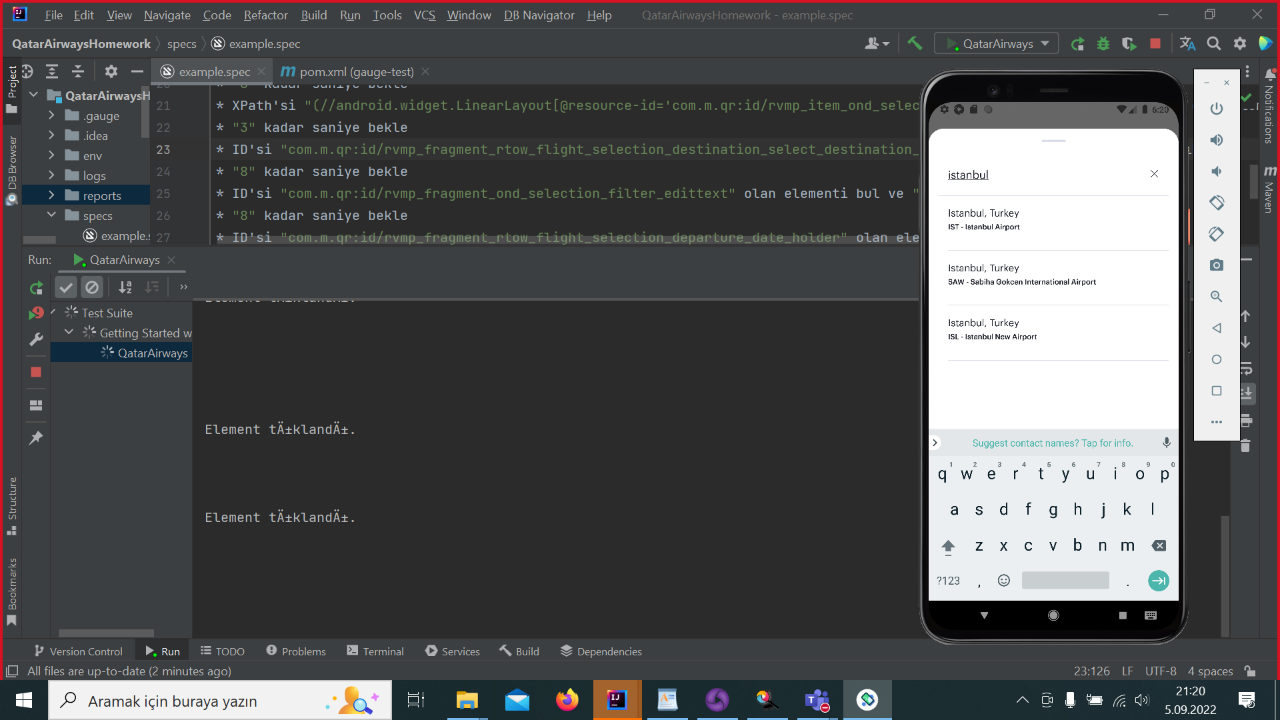 File Edit View Navigate Code Refactor Build Run Tools VCS Window DB Navigator Help QatarAirwaysHomework - example.spec
QatarAirwaysHomework specs example.spec QatarAirways
Project
DB Browser
Structure
Bookmarks
QatarAirwaysH
.gauge
.idea
env
logs
reports
specs
example.s
example.spec pom.xml (gauge-test)
21 * XPath'si "(//android.widget.LinearLayout[@resource-id='com.m.qr:id/rvmp_item_ond_selec
22 * "3" kadar saniye bekle
23 * ID'si "com.m.qr:id/rvmp_fragment_rtow_flight_selection_destination_select_destination_
24 * "8" kadar saniye bekle
25 * ID'si "com.m.qr:id/rvmp_fragment_ond_selection_filter_edittext" olan elementi bul ve "
26 * "8" kadar saniye bekle
27 * ID'si "com.m.qr:id/rvmp_fragment_rtow_flight_selection_departure_date_holder" olan ele
Notifications
Maven
Run: QatarAirways
Test Suite
Getting Started w
QatarAirways
Element tÄ±klandÄ±.
Element tÄ±klandÄ±.
6:20
istanbul
Istanbul, Turkey
IST - Istanbul Airport
Istanbul, Turkey
SAW - Sabiha Gokcen International Airport
Istanbul, Turkey
ISL - Istanbul New Airport
Suggest contact names? Tap for info.
1 2 3 4 5 6 7 8 9 0
q w e r t y u i o p
a s d f g h j k l
z x c v b n m
?123 , .
Version Control Run TODO Problems Terminal Services Build Dependencies
All files are up-to-date (2 minutes ago) 23:126 LF UTF-8 4 spaces
Aramak için buraya yazın
21:20
5.09.2022